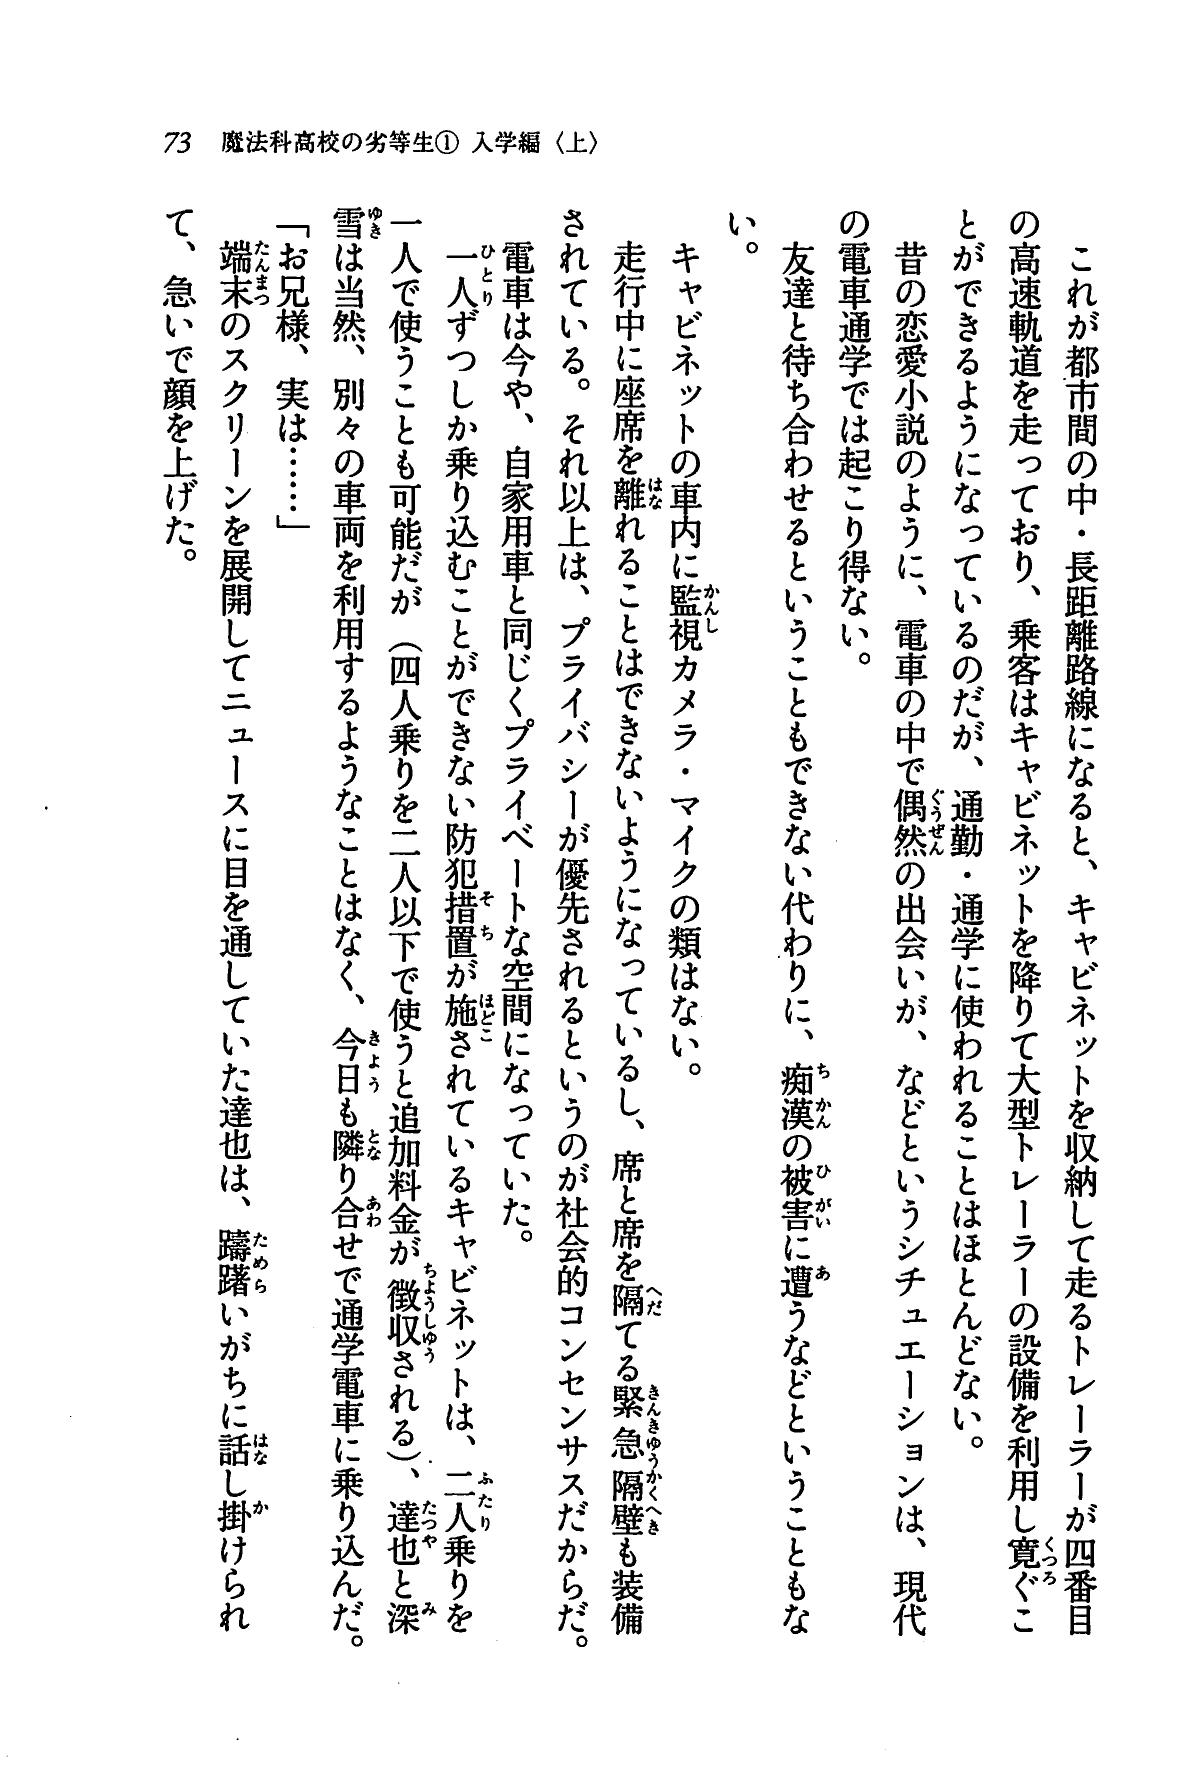 73 魔法科高校の劣等生① 入学編〈上〉
これが都市間の中・長距離路線になると、キャビネットを収納して走るトレーラーが四番目
の高速軌道を走っており、乗客はキャビネットを降りて大型トレーラーの設備を利用し寛ぐこ
とができるようになっているのだが、通勤・通学に使われることはほとんどない。
昔の恋愛小説のように、電車の中で偶然の出会いが、などというシチュエーションは、現代
の電車通学では起こり得ない。
友達と待ち合わせるということもできない代わりに、痴漢の被害に遭うなどということもな
い。
キャビネットの車内に監視カメラ・マイクの類はない。
走行中に座席を離れることはできないようになっているし、席と席を隔てる緊急隔壁も装備
されている。それ以上は、プライバシーが優先されるというのが社会的コンセンサスだからだ。
電車は今や、自家用車と同じくプライベートな空間になっていた。
一人ずつしか乗り込むことができない防犯措置が施されているキャビネットは、二人乗りを
一人で使うことも可能だが（四人乗りを二人以下で使うと追加料金が徴収される）、達也と深
雪は当然、別々の車両を利用するようなことはなく、今日も隣り合せで通学電車に乗り込んだ。
「お兄様、実は……」
端末のスクリーンを展開してニュースに目を通していた達也は、躊躇いがちに話し掛けられ
て、急いで顔を上げた。